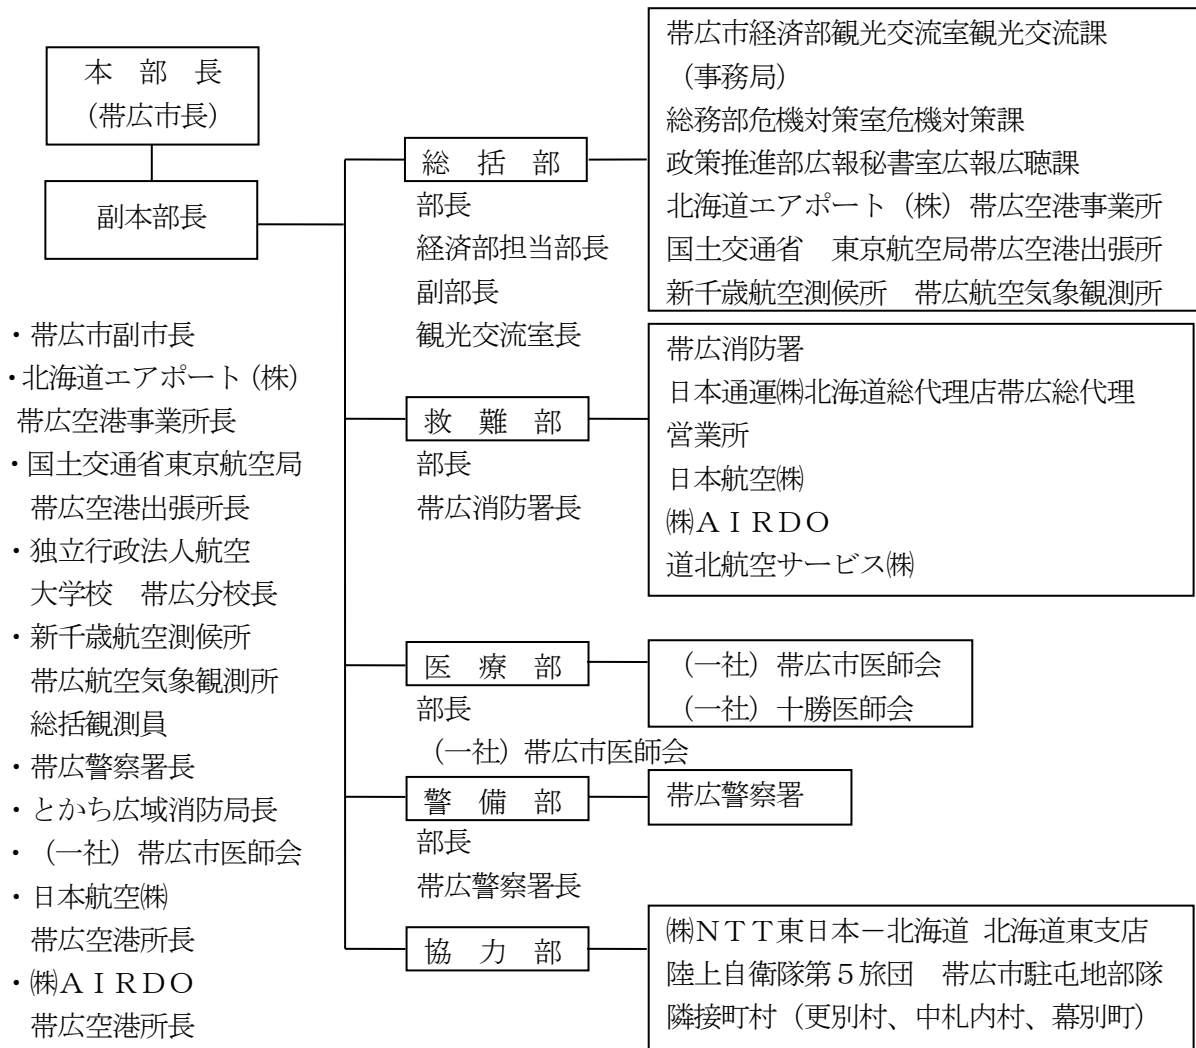 本　部　長
（帯広市長）
副本部長
・帯広市副市長
・北海道エアポート（株）
帯広空港事業所長
・国土交通省東京航空局
帯広空港出張所長
・独立行政法人航空
大学校　帯広分校長
・新千歳航空測候所
帯広航空気象観測所
総括観測員
・帯広警察署長
・とかち広域消防局長
・（一社）帯広市医師会
・日本航空㈱
帯広空港所長
・㈱ＡＩＲＤＯ
帯広空港所長
総　括　部
部長
経済部担当部長
副部長
観光交流室長
帯広市経済部観光交流室観光交流課
（事務局）
総務部危機対策室危機対策課
政策推進部広報秘書室広報広聴課
北海道エアポート（株）帯広空港事業所
国土交通省　東京航空局帯広空港出張所
新千歳航空測候所　帯広航空気象観測所
救　難　部
部長
帯広消防署長
帯広消防署
日本通運㈱北海道総代理店帯広総代理
営業所
日本航空㈱
㈱ＡＩＲＤＯ
道北航空サービス㈱
医　療　部
部長
（一社）帯広市医師会
（一社）帯広市医師会
（一社）十勝医師会
警　備　部
部長
帯広警察署長
帯広警察署
協　力　部
㈱ＮＴＴ東日本－北海道 北海道東支店
陸上自衛隊第５旅団　帯広市駐屯地部隊
隣接町村（更別村、中札内村、幕別町）